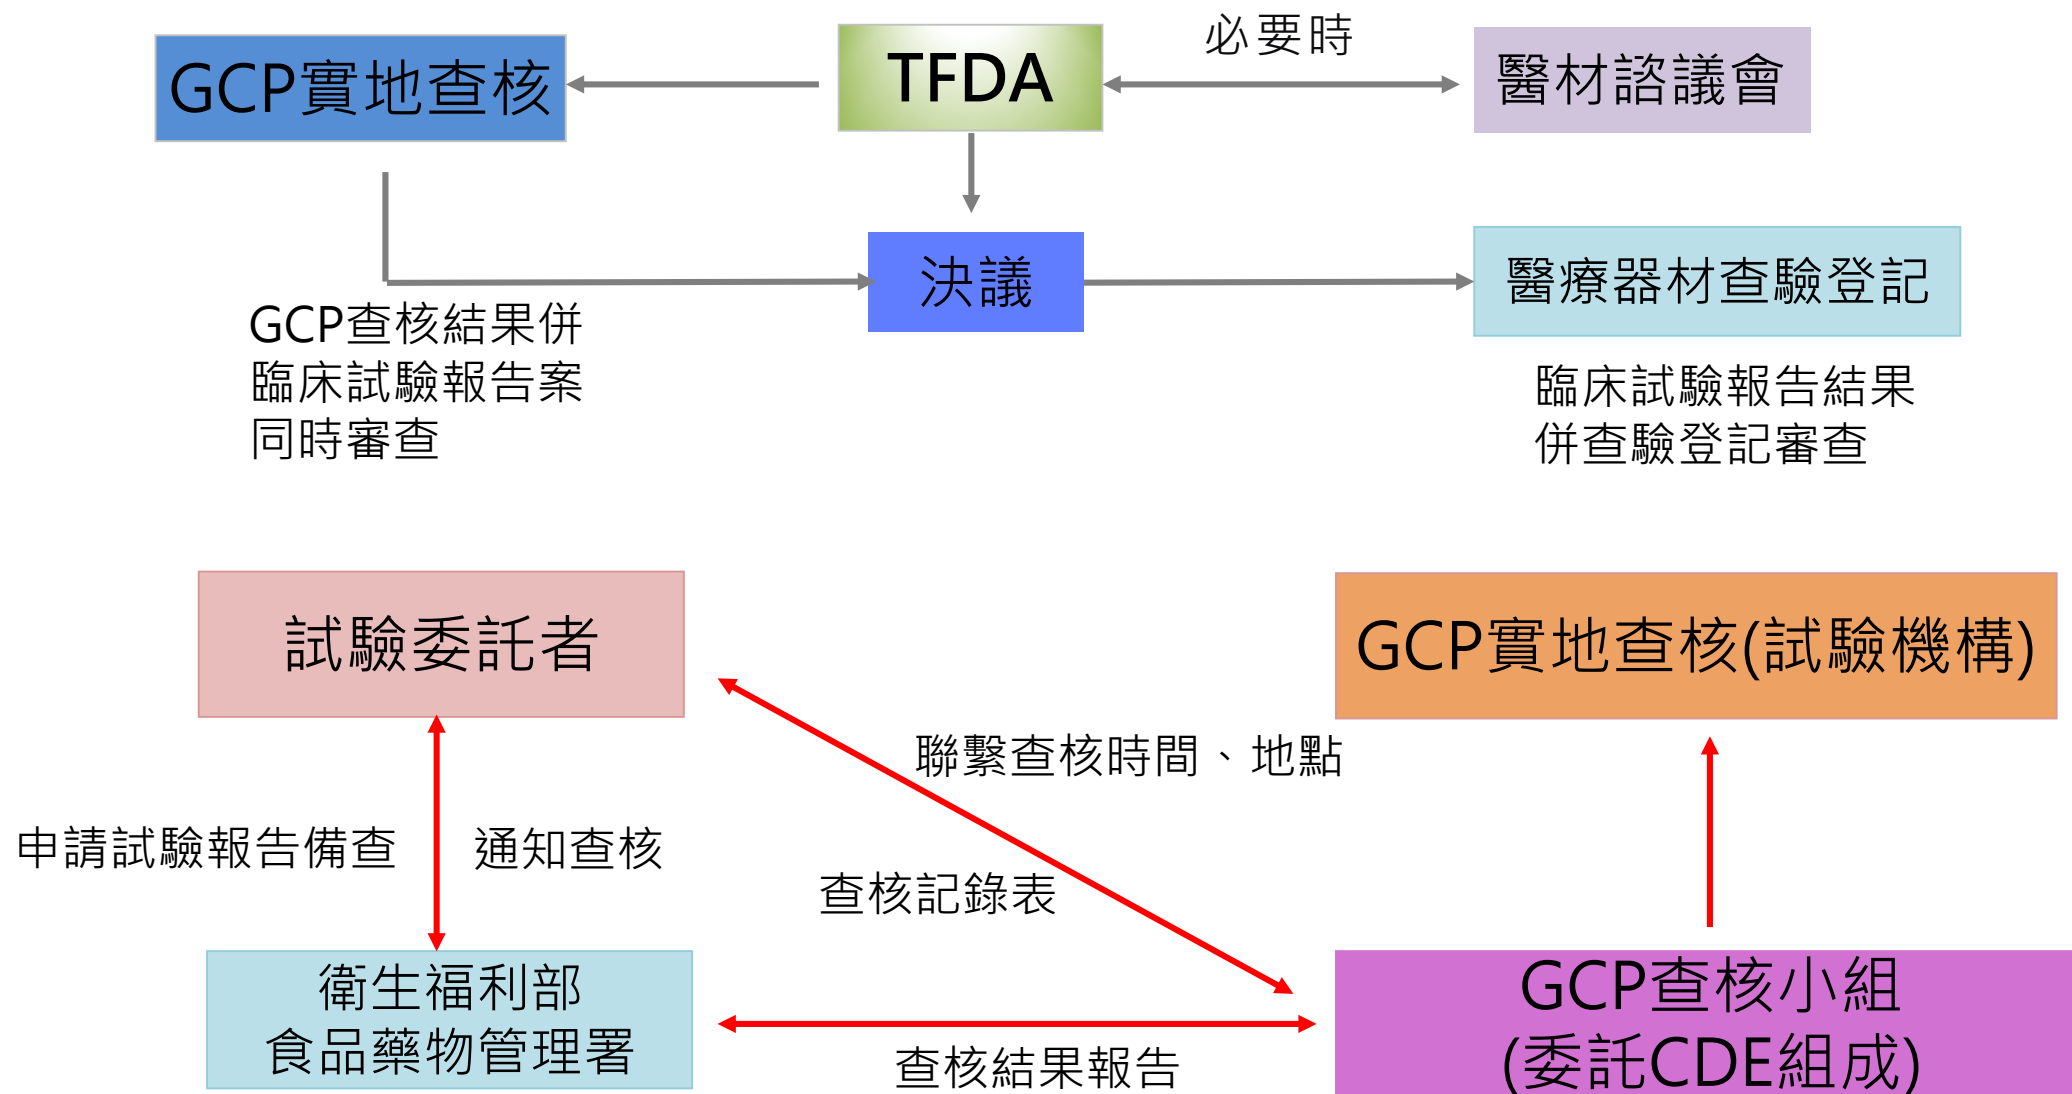 GCP實地查核
TFDA
必要時
醫材諮議會
決議
醫療器材查驗登記
GCP查核結果併
臨床試驗報告案
同時審查
臨床試驗報告結果
併查驗登記審查
試驗委託者
GCP實地查核(試驗機構)
聯繫查核時間、地點
申請試驗報告備查
通知查核
查核記錄表
衛生福利部
食品藥物管理署
GCP查核小組
(委託CDE組成)
查核結果報告